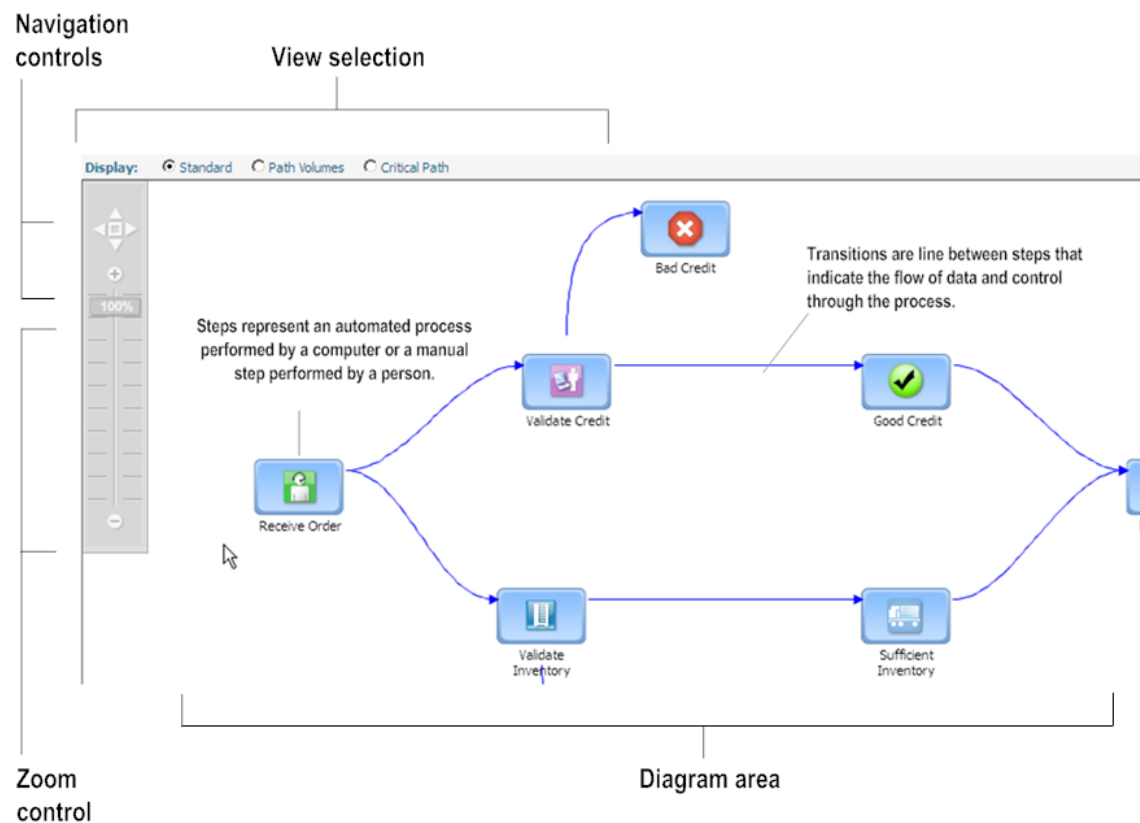 Navigation
controls
View selection
Display: Standard Path Volumes Critical Path
Bad Credit
Transitions are line between steps that
indicate the flow of data and control
through the process.
100%
Steps represent an automated process
performed by a computer or a manual
step performed by a person.
Validate Credit
Good Credit
Receive Order
Validate
Inventory
Sufficient
Inventory
Zoom
control
Diagram area